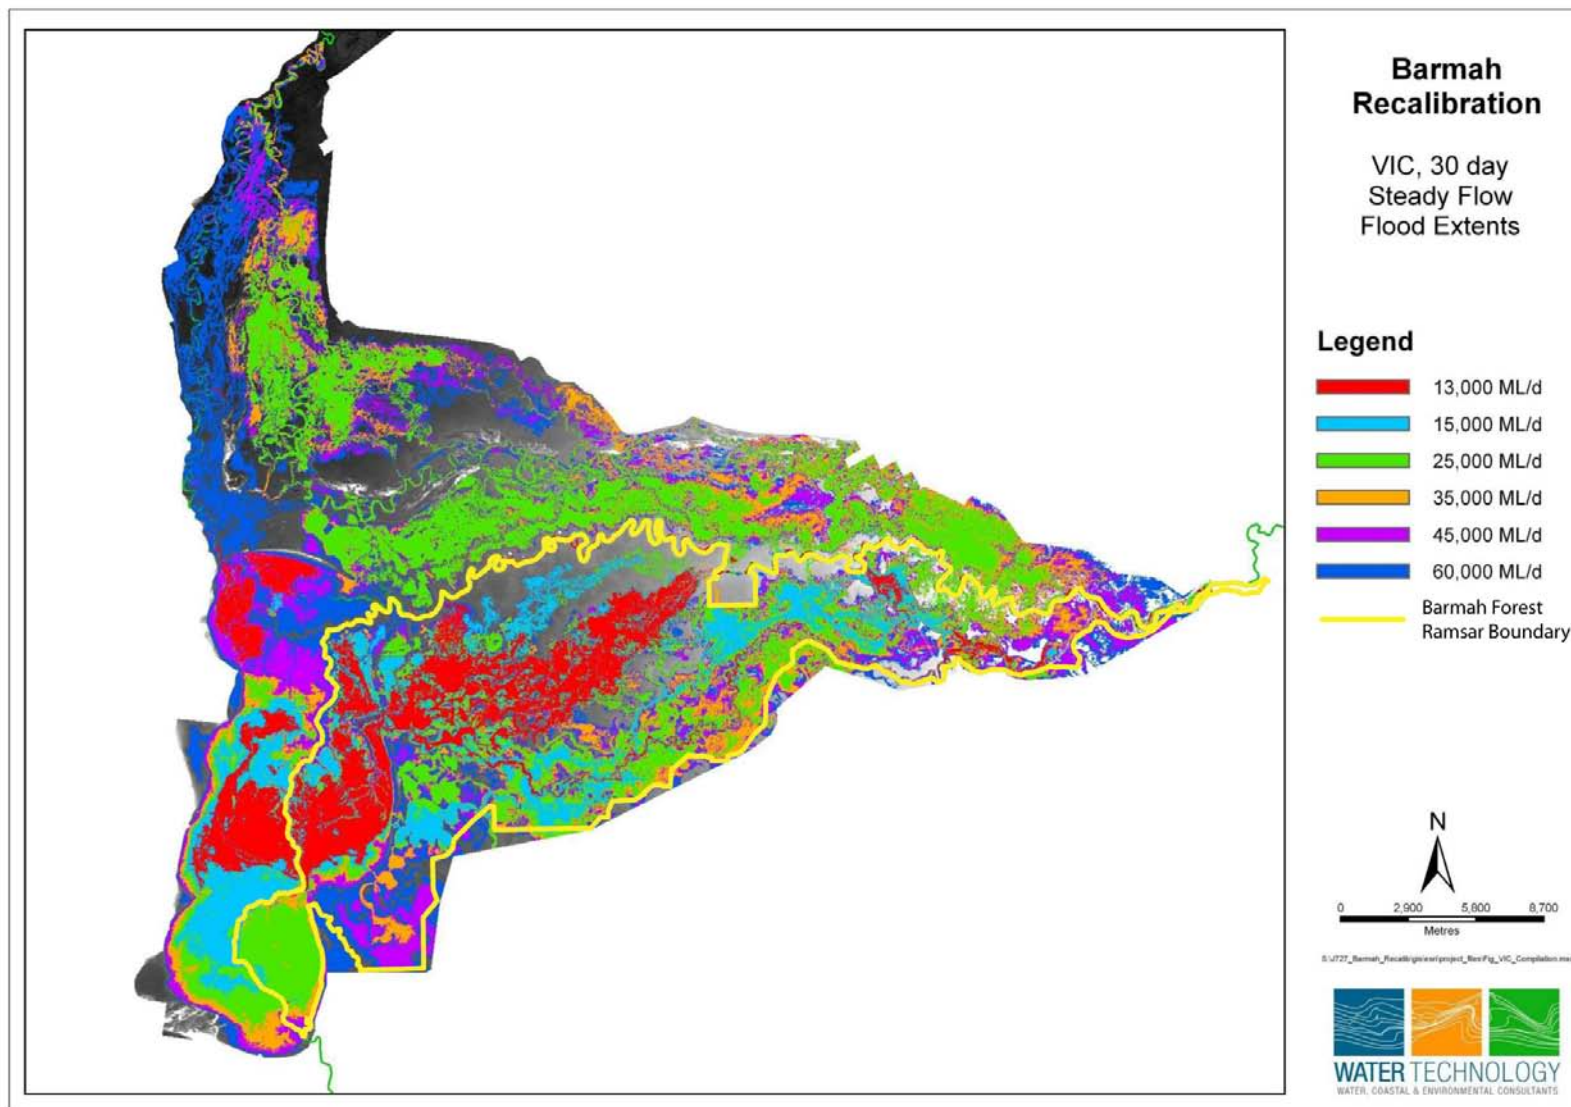 Barmah
Recalibration
VIC, 30 day
Steady Flow
Flood Extents
Legend
13,000 ML/d
15,000 ML/d
25,000 ML/d
35,000 ML/d
45,000 ML/d
60,000 ML/d
Barmah Forest
Ramsar Boundary
N
0 2,900 5,800 8,700
Metres
WATER TECHNOLOGY
WATER, COASTAL & ENVIRONMENTAL CONSULTANTS